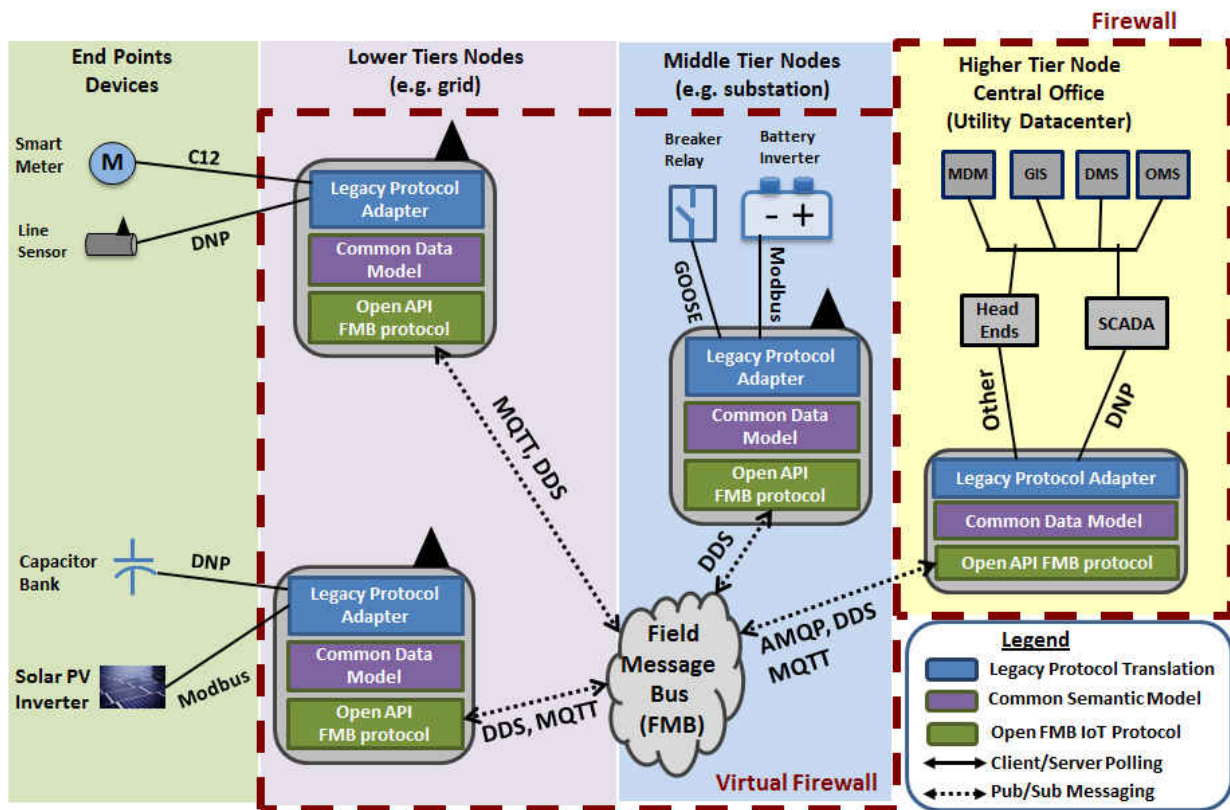 Firewall
End Points
Devices
Lower Tiers Nodes
(e.g. grid)
Middle Tier Nodes
(e.g. substation)
Higher Tier Node
Central Office
(Utility Datacenter)
Smart
Meter
M
C12
Line
Sensor
DNP
Legacy Protocol
Adapter
Common Data
Model
Open API
FMB protocol
Breaker
Relay
Battery
Inverter
- +
GOOSE
Modbus
Legacy Protocol
Adapter
Common Data
Model
Open API
FMB protocol
MDM
GIS
DMS
OMS
Head
Ends
SCADA
Other
DNP
Legacy Protocol Adapter
Common Data Model
Open API FMB protocol
MQTT, DDS
DDS
AMQP, DDS
MQTT
Capacitor
Bank
DNP
Solar PV
Inverter
Modbus
Legacy Protocol
Adapter
Common Data
Model
Open API
FMB protocol
DDS, MQTT
Field
Message
Bus
(FMB)
Virtual Firewall
Legend
Legacy Protocol Translation
Common Semantic Model
Open FMB IoT Protocol
Client/Server Polling
Pub/Sub Messaging